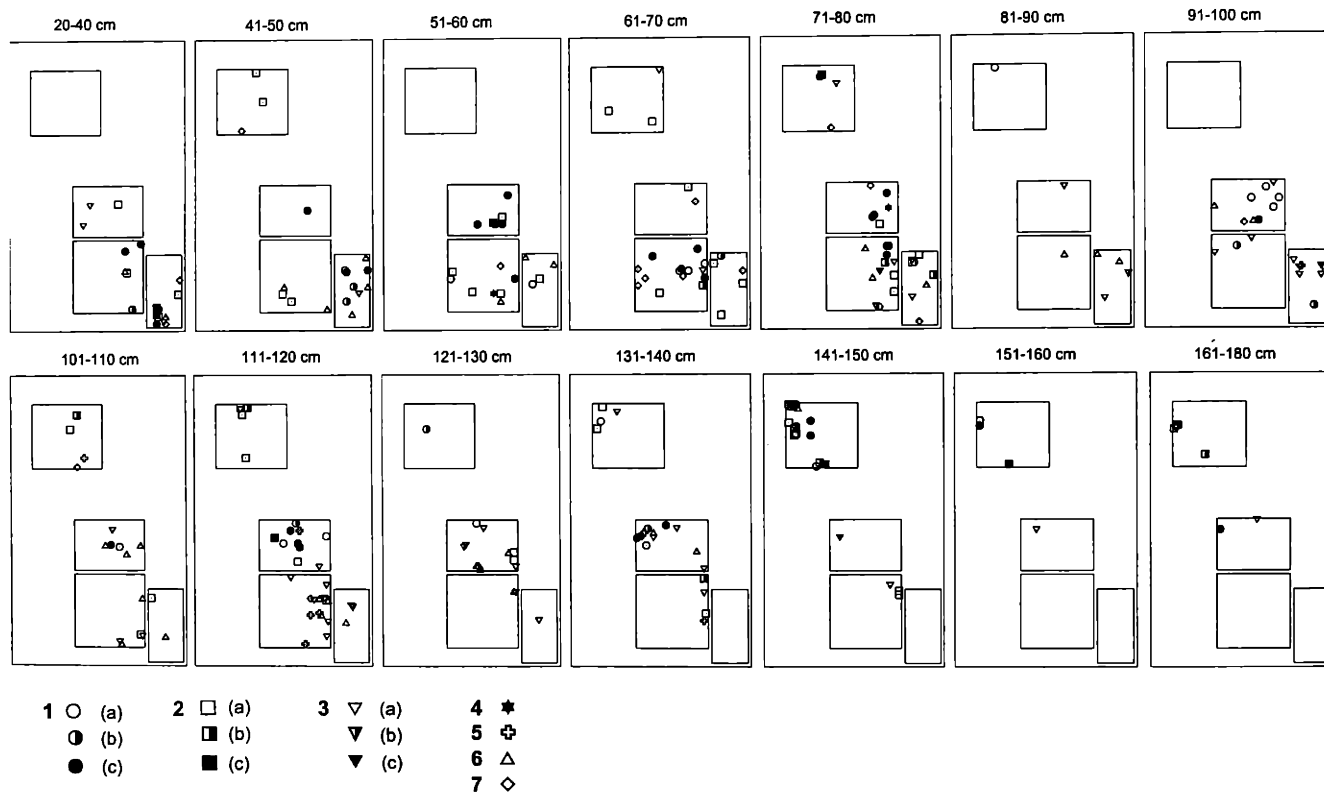 20-40 cm 41-50 cm 51-60 cm 61-70 cm 71-80 cm 81-90 cm 91-100 cm
101-110 cm 111-120 cm 121-130 cm 131-140 cm 141-150 cm 151-160 cm 161-180 cm
1 (a) 2 (a) 3 (a) 4
(b) (b) (b) 5
(c) (c) (c) 6
7